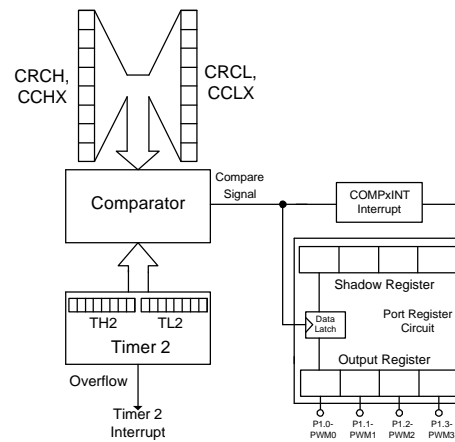 CRCH,
CCHX
CRCL,
CCLX
Compare
Signal
Comparator
COMPxINT
Interrupt
Shadow Register
Data
Latch
Port Register
Circuit
TH2
TL2
Timer 2
Output Register
Overflow
Timer 2
Interrupt
P1.0-
PWM0
P1.1-
PWM1
P1.2-
PWM2
P1.3-
PWM3